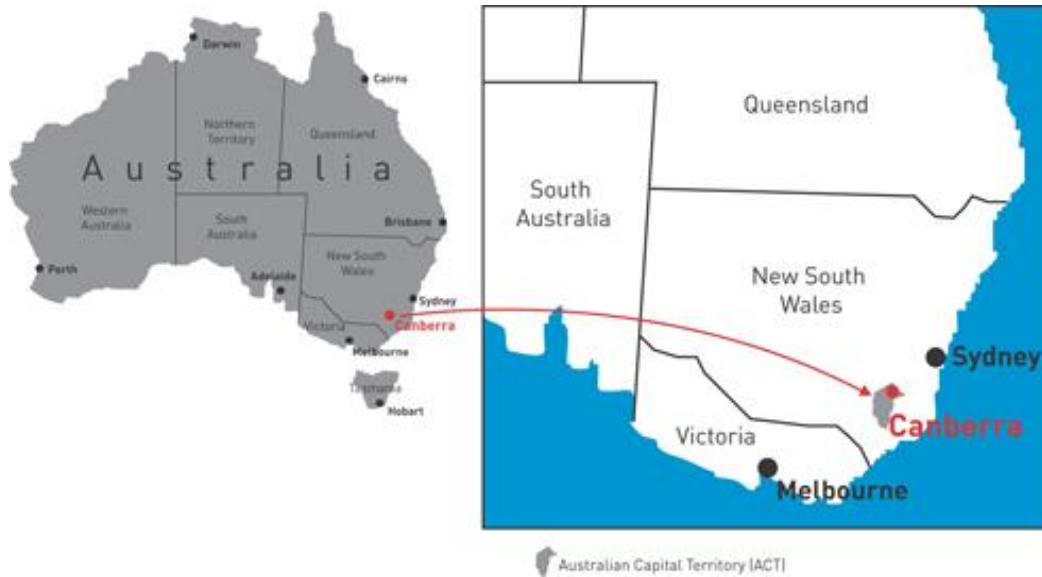 Darwin
Cairns
Northern
Territory
Queensland
Australia
Western
Australia
South
Australia
Brisbane
New South
Wales
Perth
Adelaide
Sydney
Canberra
Victoria
Melbourne
Tasmania
Hobart
Queensland
South
Australia
New South
Wales
Sydney
Canberra
Victoria
Melbourne
Australian Capital Territory (ACT)